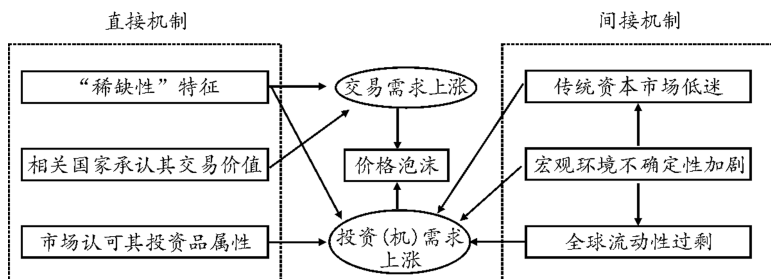 直接机制
间接机制
“稀缺性”特征
交易需求上涨
传统资本市场低迷
相关国家承认其交易价值
价格泡沫
宏观环境不确定性加剧
市场认可其投资品属性
投资(机)需求
上涨
全球流动性过剩